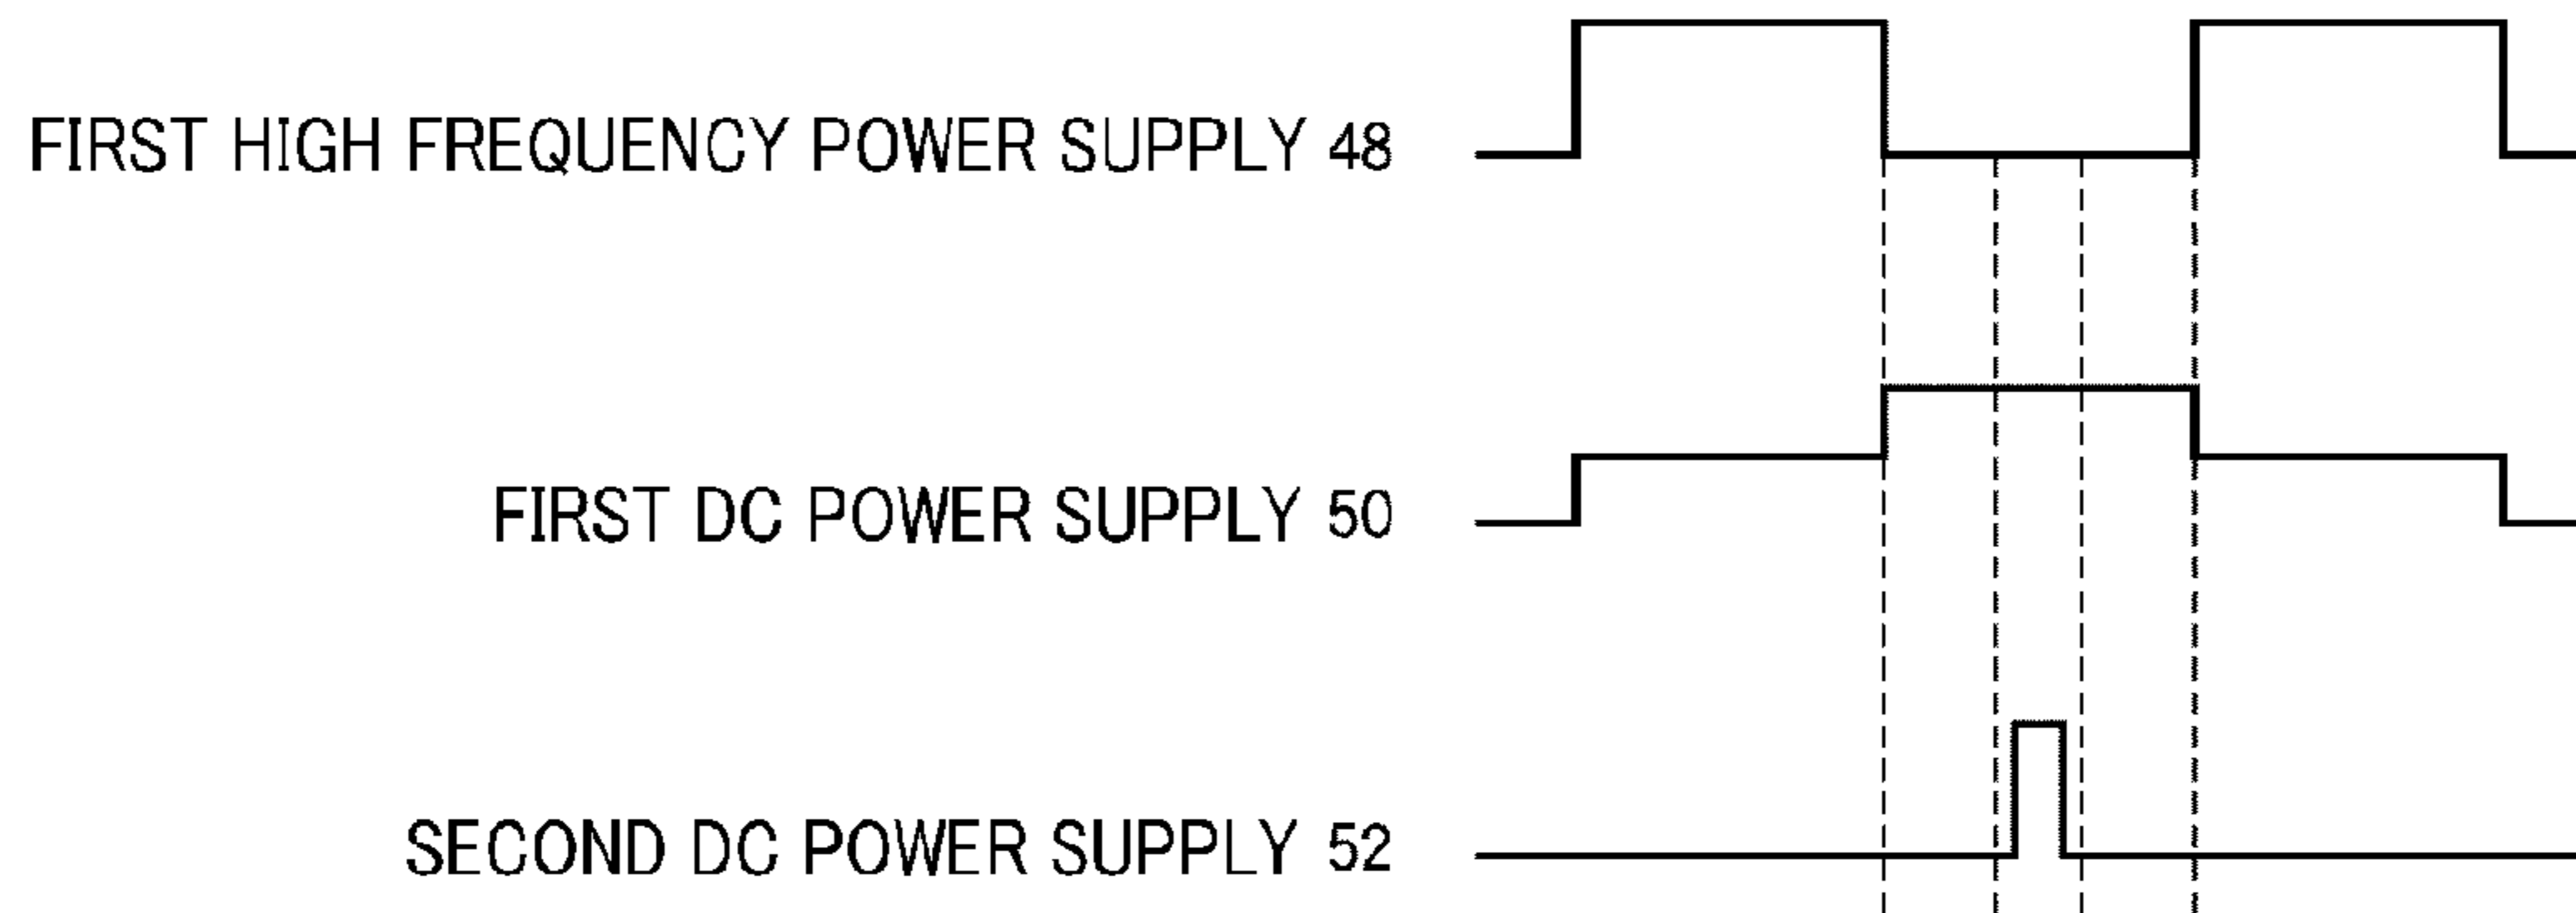 FIRST HIGH FREQUENCY POWER SUPPLY 48
FIRST DC POWER SUPPLY 50
SECOND DC POWER SUPPLY 52